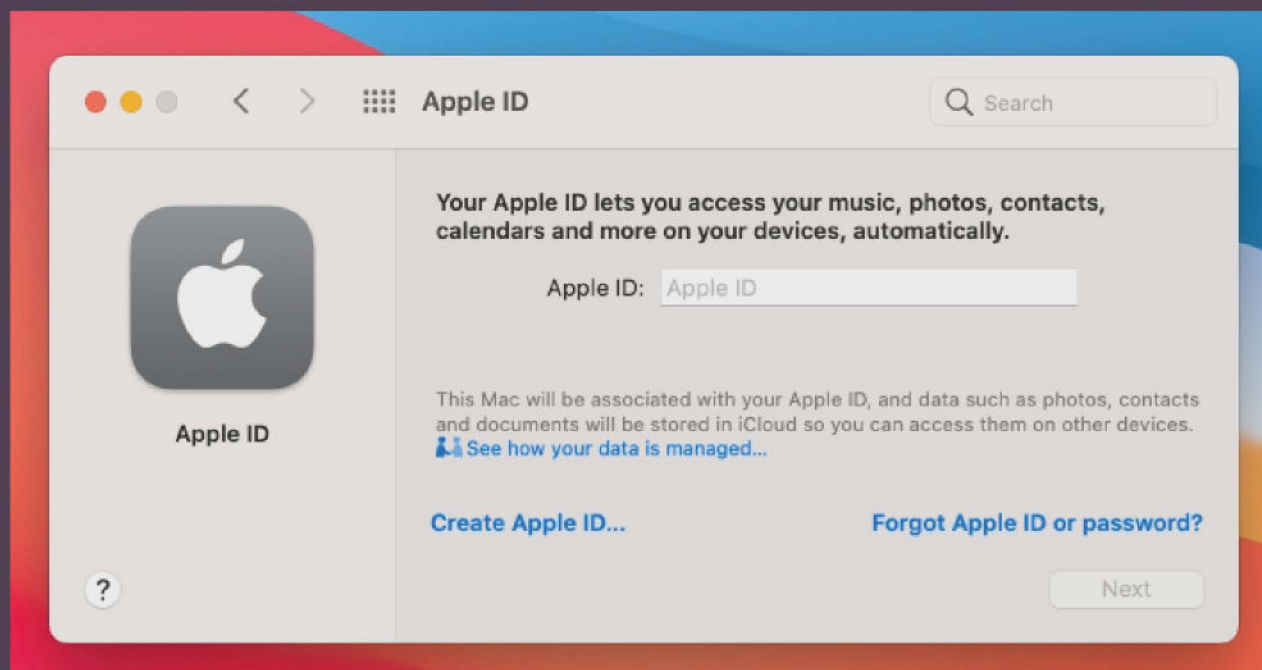 Apple ID
Search
Your Apple ID lets you access your music, photos, contacts,
calendars and more on your devices, automatically.
Apple ID: Apple ID
This Mac will be associated with your Apple ID, and data such as photos, contacts
and documents will be stored in iCloud so you can access them on other devices.
See how your data is managed...
Apple ID
Create Apple ID...
Forgot Apple ID or password?
?
Next